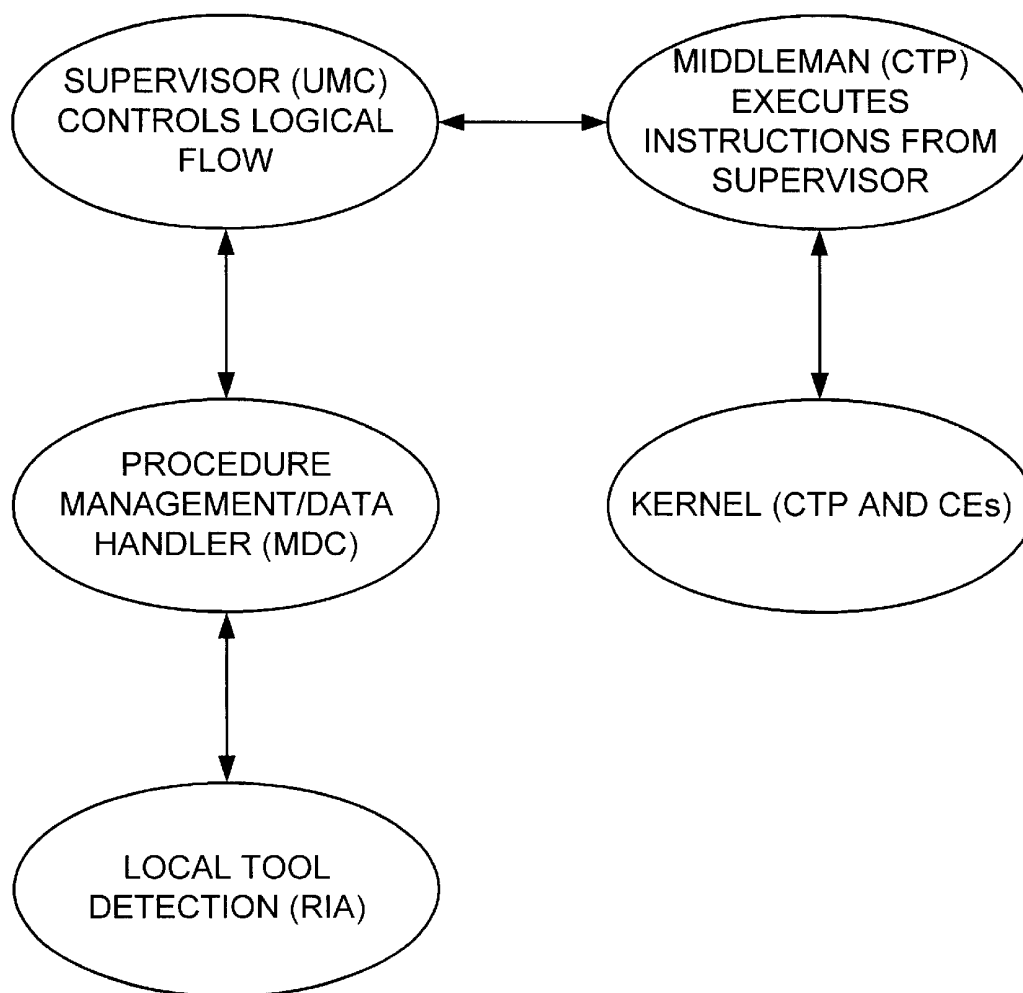 SUPERVISOR (UMC)
CONTROLS LOGICAL
FLOW
MIDDLEMAN (CTP)
EXECUTES
INSTRUCTIONS FROM
SUPERVISOR
PROCEDURE
MANAGEMENT/DATA
HANDLER (MDC)
KERNEL (CTP AND CEs)
LOCAL TOOL
DETECTION (RIA)